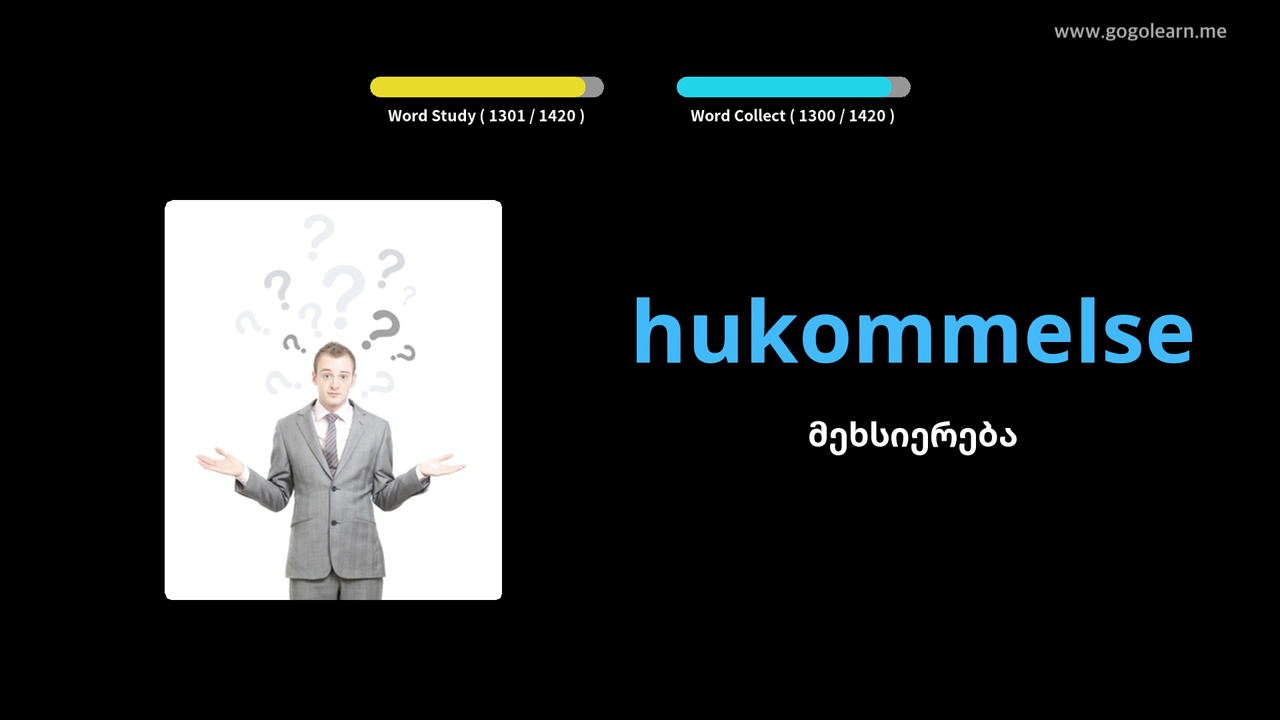 www.gogolearn.me
Word Study ( 1301 / 1420 )
Word Collect ( 1300 / 1420 )
hukommelse
მეხსიერება